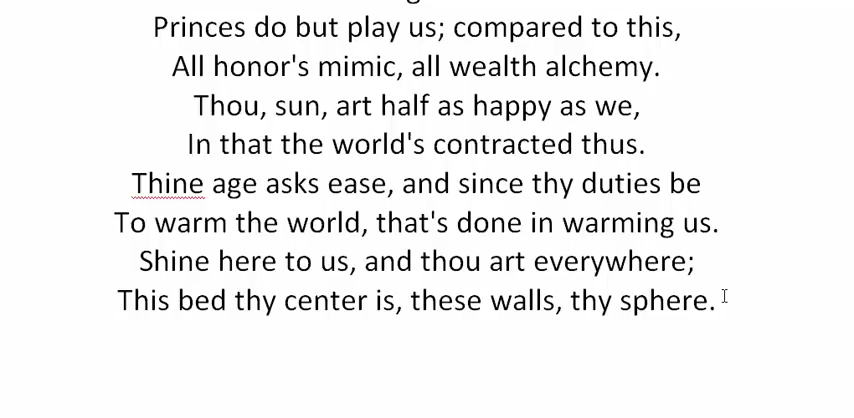 Princes do but play us; compared to this,
All honor's mimic, all wealth alchemy.
Thou, sun, art half as happy as we,
In that the world's contracted thus.
Thine age asks ease, and since thy duties be
To warm the world, that's done in warming us.
Shine here to us, and thou art everywhere;
This bed thy center is, these walls, thy sphere.